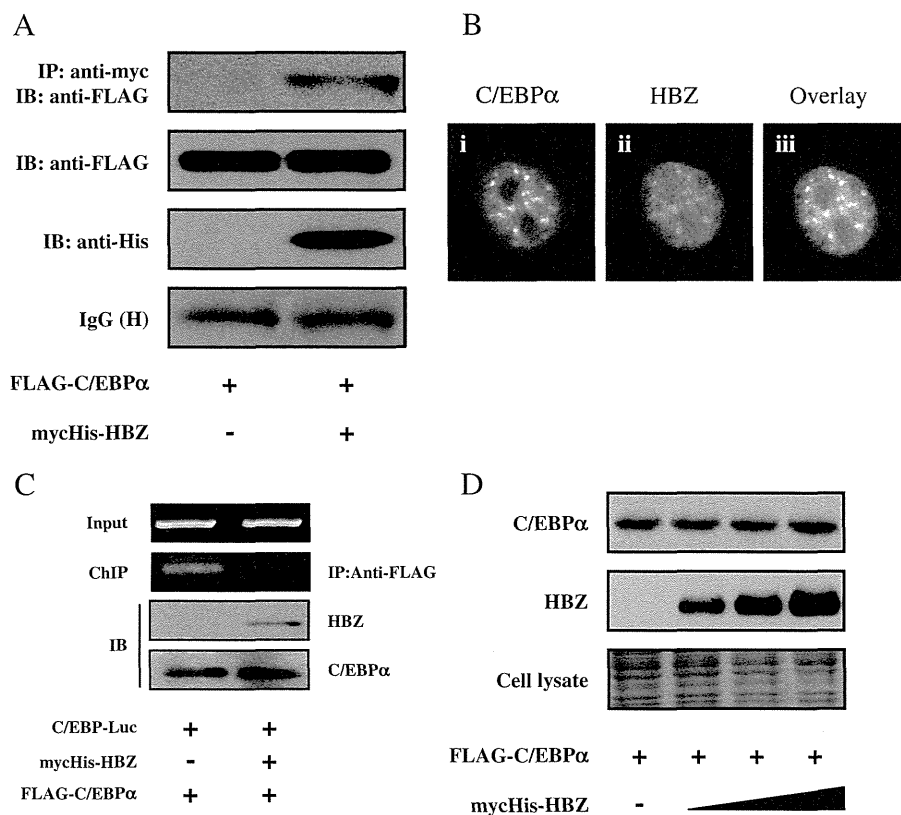 A
IP: anti-myc
IB: anti-FLAG
IB: anti-FLAG
IB: anti-His
IgG (H)
FLAG-C/EBPα + +
mycHis-HBZ - +
B
C/EBPα HBZ Overlay
i ii iii
C
Input
ChIP IP:Anti-FLAG
IB
HBZ
C/EBPα
C/EBP-Luc + +
mycHis-HBZ - +
FLAG-C/EBPα + +
D
C/EBPα
HBZ
Cell lysate
FLAG-C/EBPα + + + +
mycHis-HBZ -